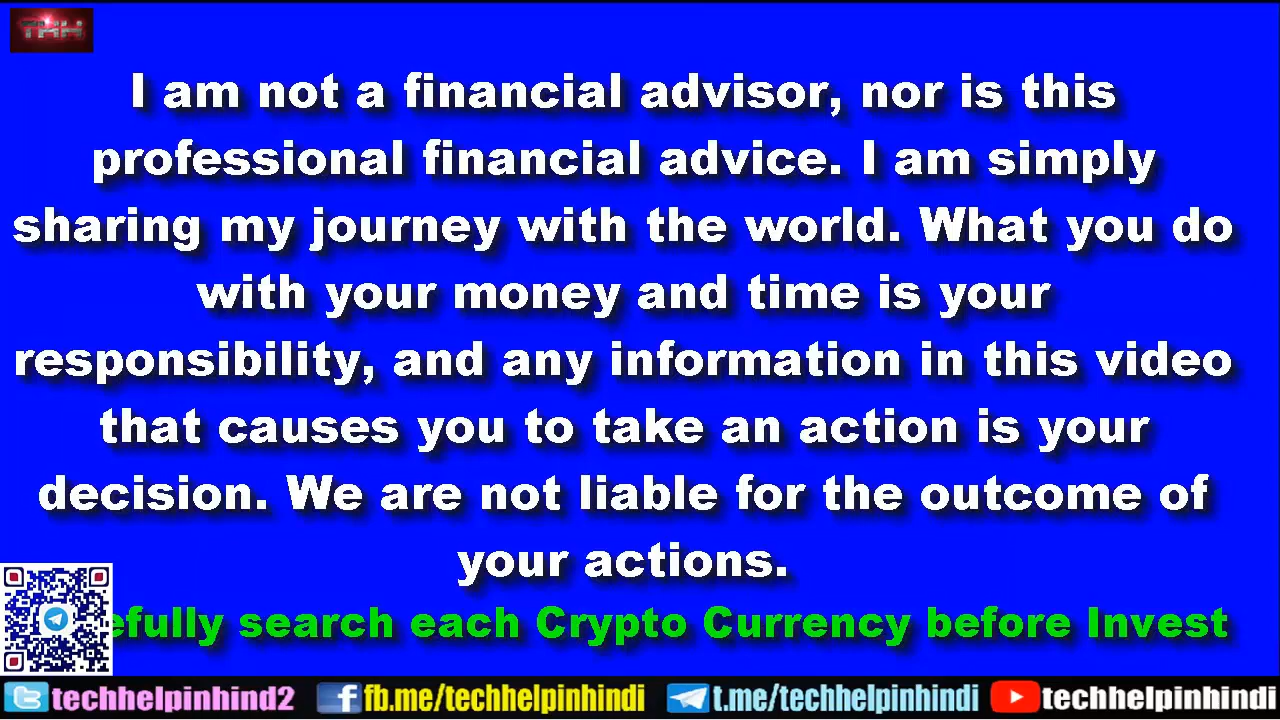 THH
I am not a financial advisor, nor is this
professional financial advice. I am simply
sharing my journey with the world. What you do
with your money and time is your
responsibility, and any information in this video
that causes you to take an action is your
decision. We are not liable for the outcome of
your actions.
efully search each Crypto Currency before Invest
techhelpinhind2 fb.me/techhelpinhindi t.me/techhelpinhindi techhelpinhindi